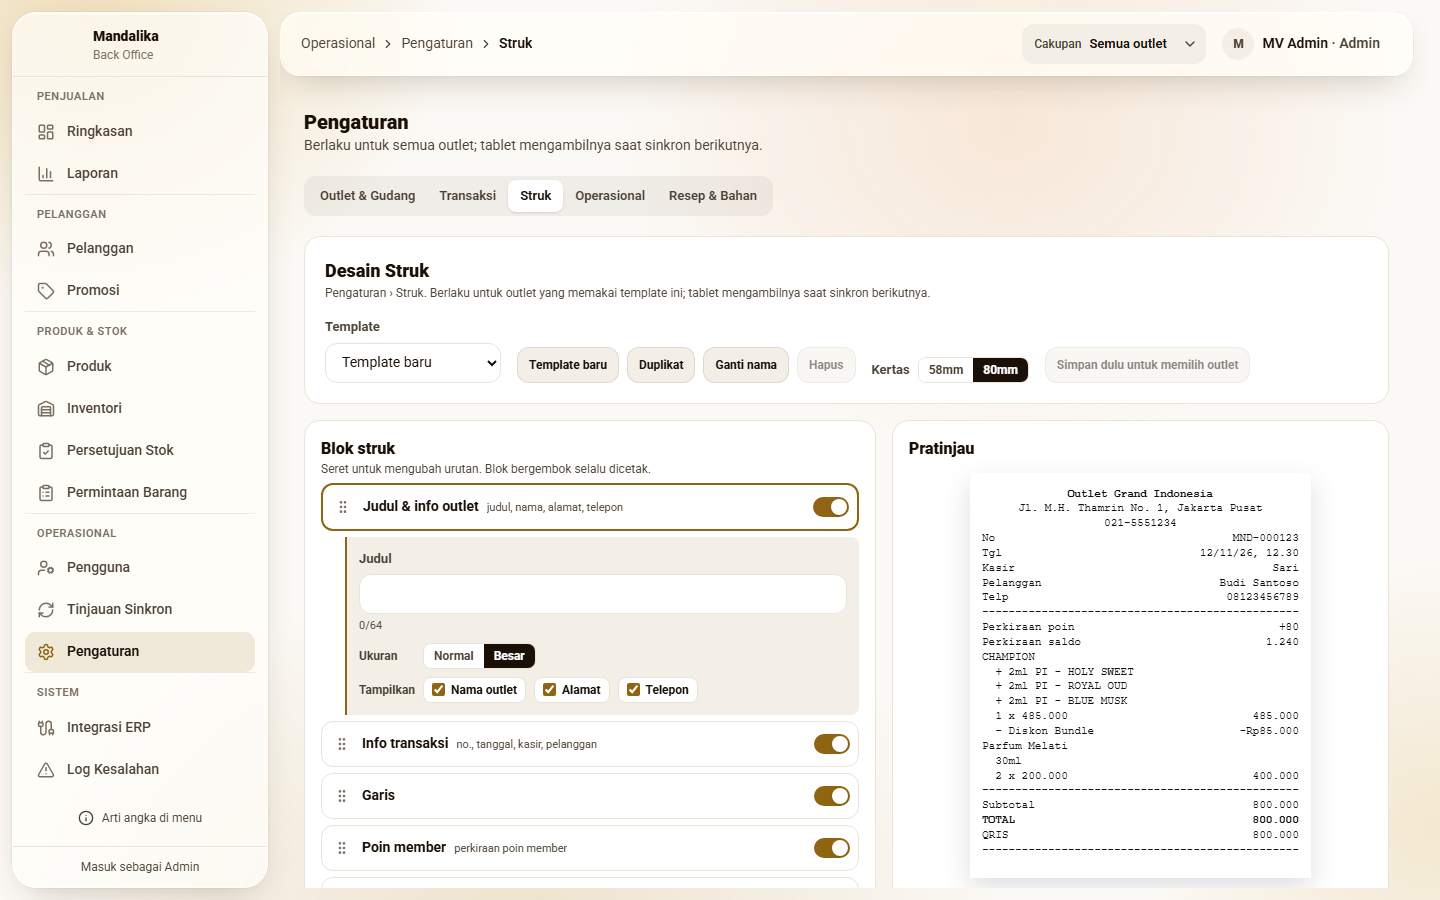 Mandalika
Back Office
PENJUALAN
Ringkasan
Laporan
PELANGGAN
Pelanggan
Promosi
PRODUK & STOK
Produk
Inventori
Persetujuan Stok
Permintaan Barang
OPERASIONAL
Pengguna
Tinjauan Sinkron
Pengaturan
SISTEM
Integrasi ERP
Log Kesalahan
Arti angka di menu
Masuk sebagai Admin
Operasional > Pengaturan > Struk
Cakupan Semua outlet
M MV Admin · Admin
Pengaturan
Berlaku untuk semua outlet; tablet mengambilnya saat sinkron berikutnya.
Outlet & Gudang Transaksi Struk Operasional Resep & Bahan
Desain Struk
Pengaturan › Struk. Berlaku untuk outlet yang memakai template ini; tablet mengambilnya saat sinkron berikutnya.
Template
Template baru Template baru Duplikat Ganti nama Hapus Kertas 58mm 80mm Simpan dulu untuk memilih outlet
Blok struk
Seret untuk mengubah urutan. Blok bergembok selalu dicetak.
Judul & info outlet judul, nama, alamat, telepon
Judul
0/64
Ukuran Normal Besar
Tampilkan Nama outlet Alamat Telepon
Info transaksi no., tanggal, kasir, pelanggan
Garis
Poin member perkiraan poin member
Pratinjau
Outlet Grand Indonesia
Jl. M.H. Thamrin No. 1, Jakarta Pusat
021-5551234
No MND-000123
Tgl 12/11/26, 12.30
Kasir Sari
Pelanggan Budi Santoso
Telp 08123456789
------------------------------------------------
Perkiraan poin +80
Perkiraan saldo 1.240
CHAMPION
+ 2ml PI - HOLY SWEET
+ 2ml PI - ROYAL OUD
+ 2ml PI - BLUE MUSK
1 x 485.000 485.000
- Diskon Bundle -Rp85.000
Parfum Melati
30ml
2 x 200.000 400.000
------------------------------------------------
Subtotal 800.000
TOTAL 800.000
QRIS 800.000
------------------------------------------------